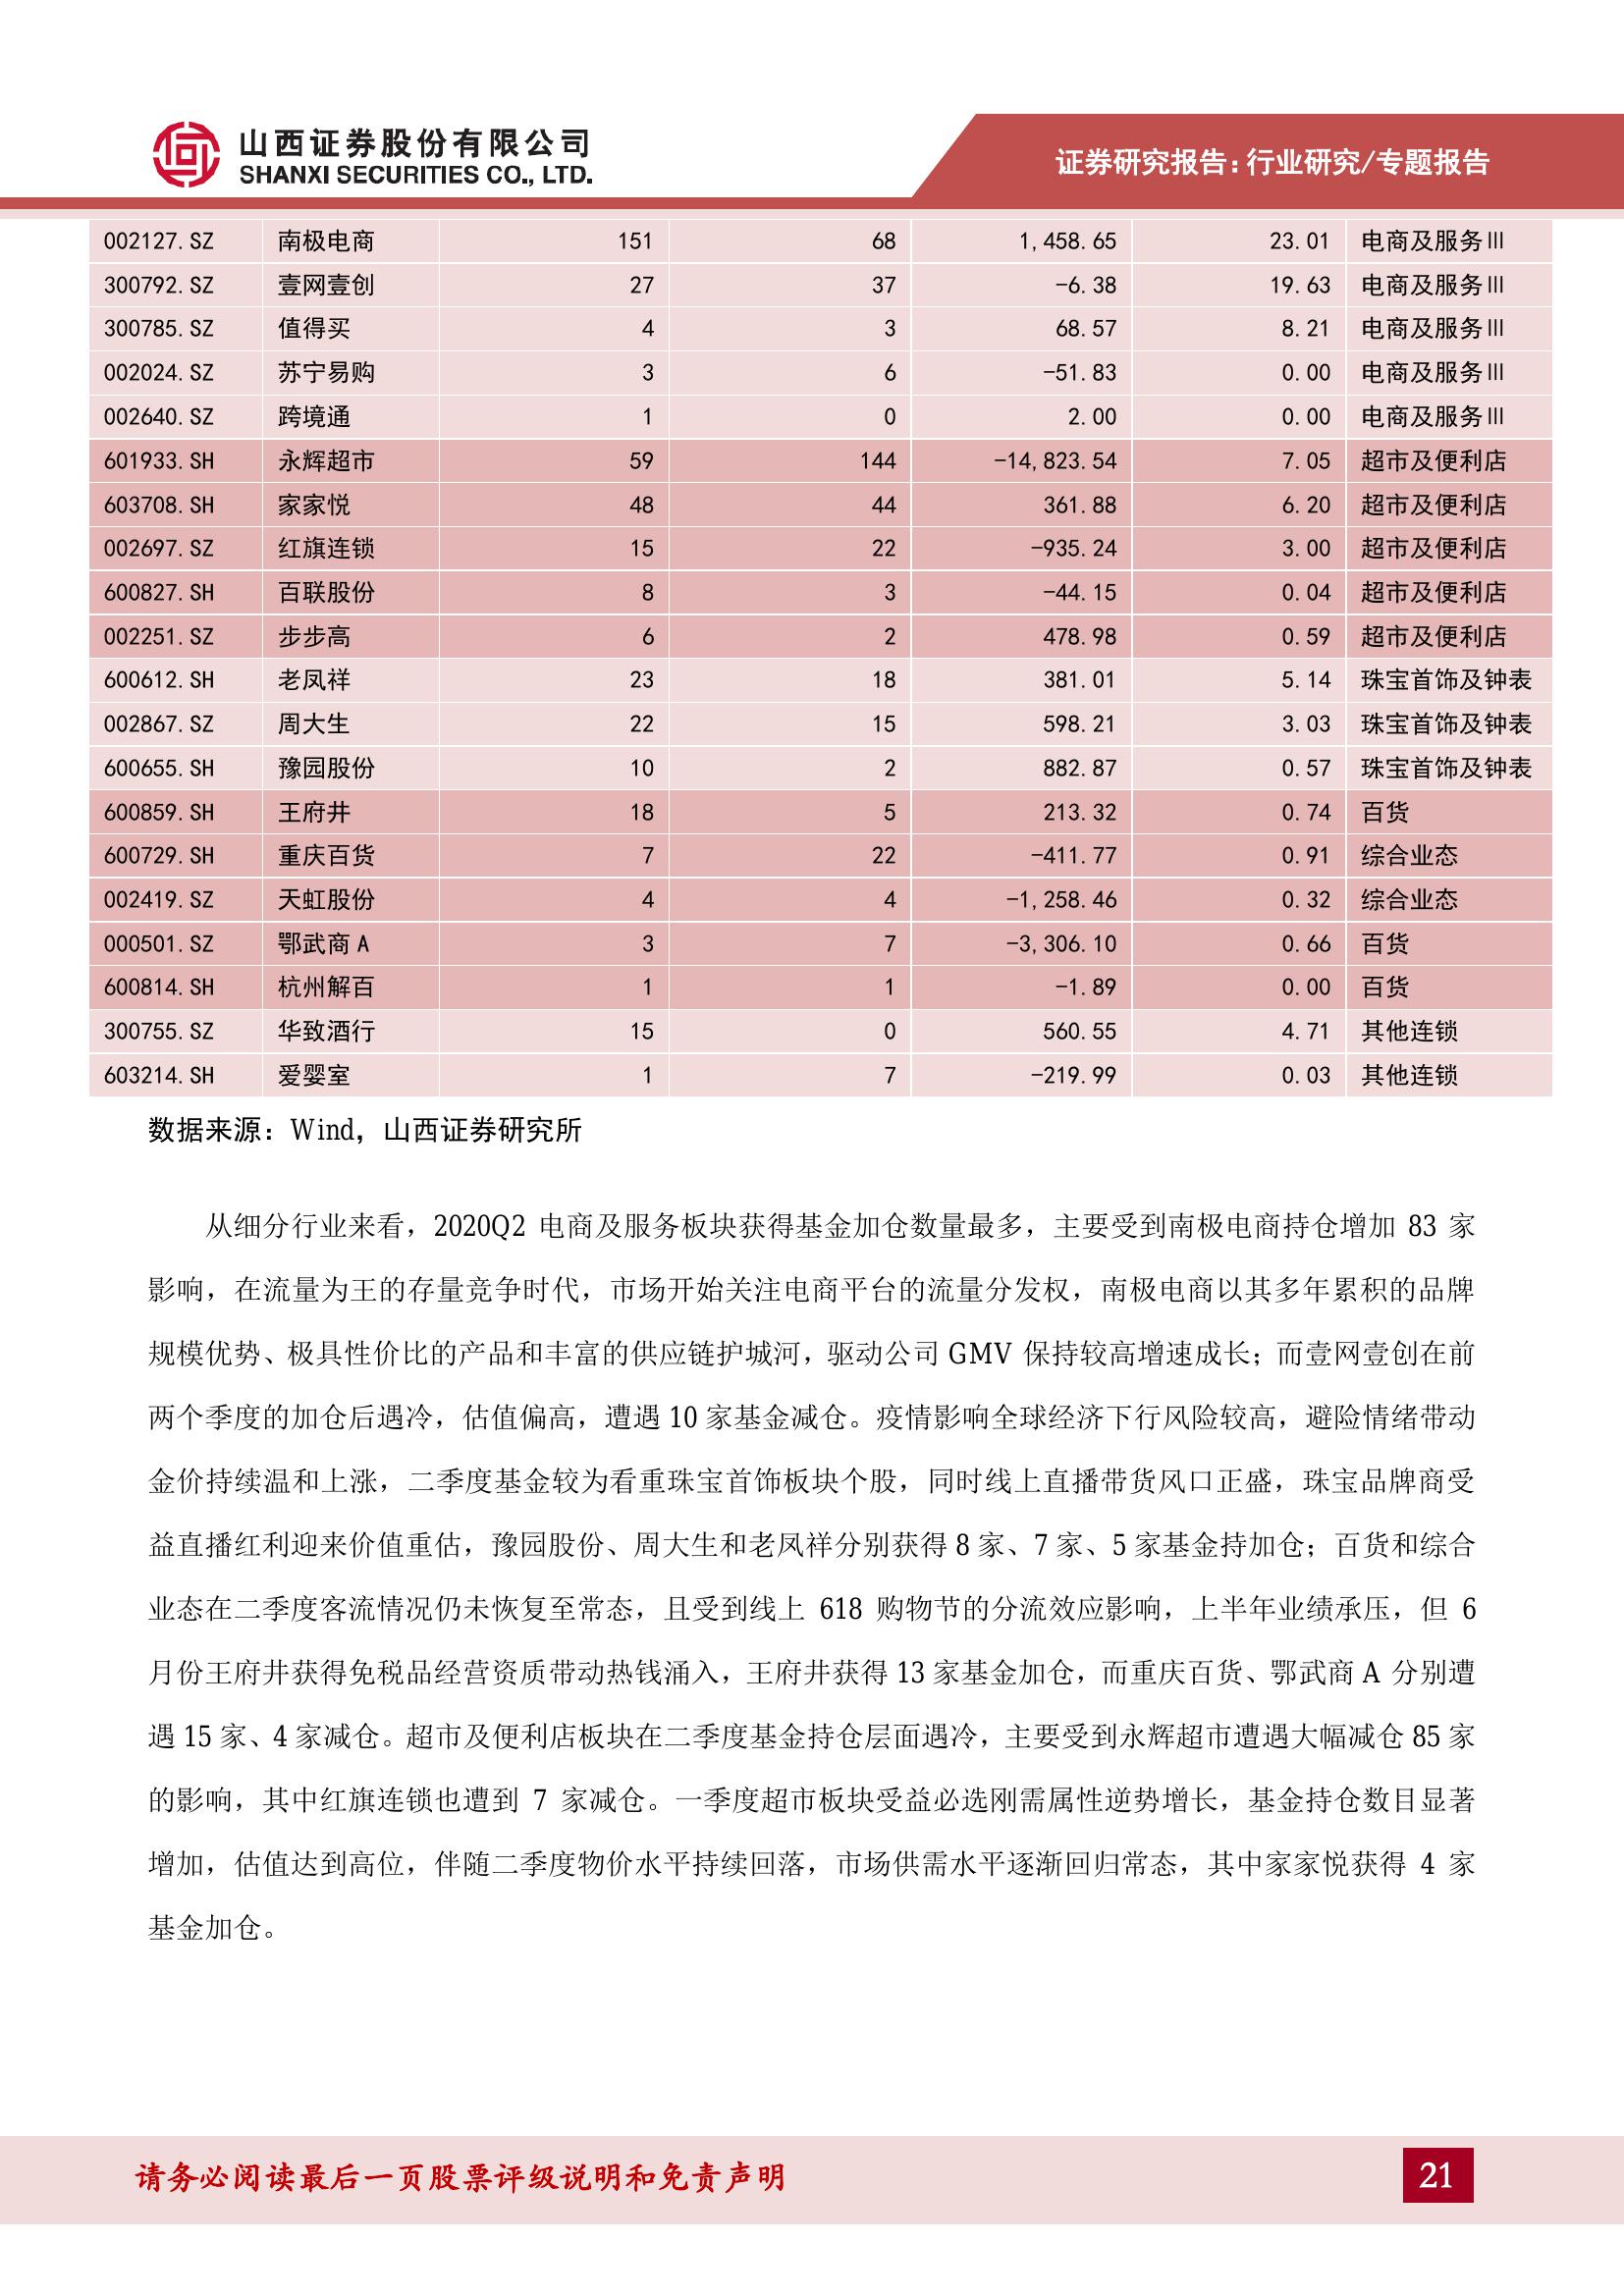 山西证券股份有限公司
SHANXI SECURITIES CO., LTD.
证券研究报告：行业研究/专题报告
002127.SZ 南极电商 151 68 1,458.65 23.01 电商及服务Ⅲ
300792.SZ 壹网壹创 27 37 -6.38 19.63 电商及服务Ⅲ
300785.SZ 值得买 4 3 68.57 8.21 电商及服务Ⅲ
002024.SZ 苏宁易购 3 6 -51.83 0.00 电商及服务Ⅲ
002640.SZ 跨境通 1 0 2.00 0.00 电商及服务Ⅲ
601933.SH 永辉超市 59 144 -14,823.54 7.05 超市及便利店
603708.SH 家家悦 48 44 361.88 6.20 超市及便利店
002697.SZ 红旗连锁 15 22 -935.24 3.00 超市及便利店
600827.SH 百联股份 8 3 -44.15 0.04 超市及便利店
002251.SZ 步步高 6 2 478.98 0.59 超市及便利店
600612.SH 老凤祥 23 18 381.01 5.14 珠宝首饰及钟表
002867.SZ 周大生 22 15 598.21 3.03 珠宝首饰及钟表
600655.SH 豫园股份 10 2 882.87 0.57 珠宝首饰及钟表
600859.SH 王府井 18 5 213.32 0.74 百货
600729.SH 重庆百货 7 22 -411.77 0.91 综合业态
002419.SZ 天虹股份 4 4 -1,258.46 0.32 综合业态
000501.SZ 鄂武商 A 3 7 -3,306.10 0.66 百货
600814.SH 杭州解百 1 1 -1.89 0.00 百货
300755.SZ 华致酒行 15 0 560.55 4.71 其他连锁
603214.SH 爱婴室 1 7 -219.99 0.03 其他连锁
数据来源：Wind，山西证券研究所
从细分行业来看，2020Q2 电商及服务板块获得基金加仓数量最多，主要受到南极电商持仓增加 83 家
影响，在流量为王的存量竞争时代，市场开始关注电商平台的流量分发权，南极电商以其多年累积的品牌
规模优势、极具性价比的产品和丰富的供应链护城河，驱动公司 GMV 保持较高增速成长；而壹网壹创在前
两个季度的加仓后遇冷，估值偏高，遭遇 10 家基金减仓。疫情影响全球经济下行风险较高，避险情绪带动
金价持续温和上涨，二季度基金较为看重珠宝首饰板块个股，同时线上直播带货风口正盛，珠宝品牌商受
益直播红利迎来价值重估，豫园股份、周大生和老凤祥分别获得 8 家、7 家、5 家基金持加仓；百货和综合
业态在二季度客流情况仍未恢复至常态，且受到线上 618 购物节的分流效应影响，上半年业绩承压，但 6
月份王府井获得免税品经营资质带动热钱涌入，王府井获得 13 家基金加仓，而重庆百货、鄂武商 A 分别遭
遇 15 家、4 家减仓。超市及便利店板块在二季度基金持仓层面遇冷，主要受到永辉超市遭遇大幅减仓 85 家
的影响，其中红旗连锁也遭到 7 家减仓。一季度超市板块受益必选刚需属性逆势增长，基金持仓数目显著
增加，估值达到高位，伴随二季度物价水平持续回落，市场供需水平逐渐回归常态，其中家家悦获得 4 家
基金加仓。
请务必阅读最后一页股票评级说明和免责声明
21